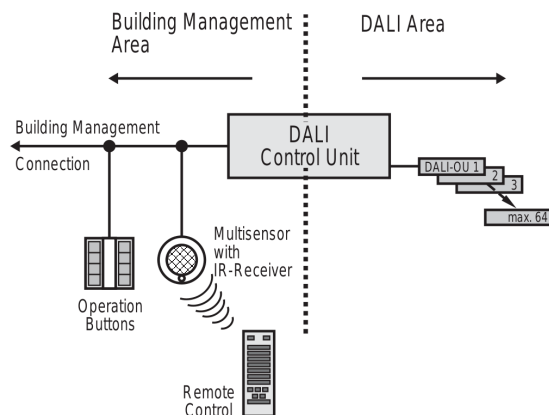 Building Management
Area
DALI Area
Building Management
Connection
DALI
Control Unit
DALI-OU 1
2
3
max. 64
Multisensor
with
IR-Receiver
Operation
Buttons
Remote
Control